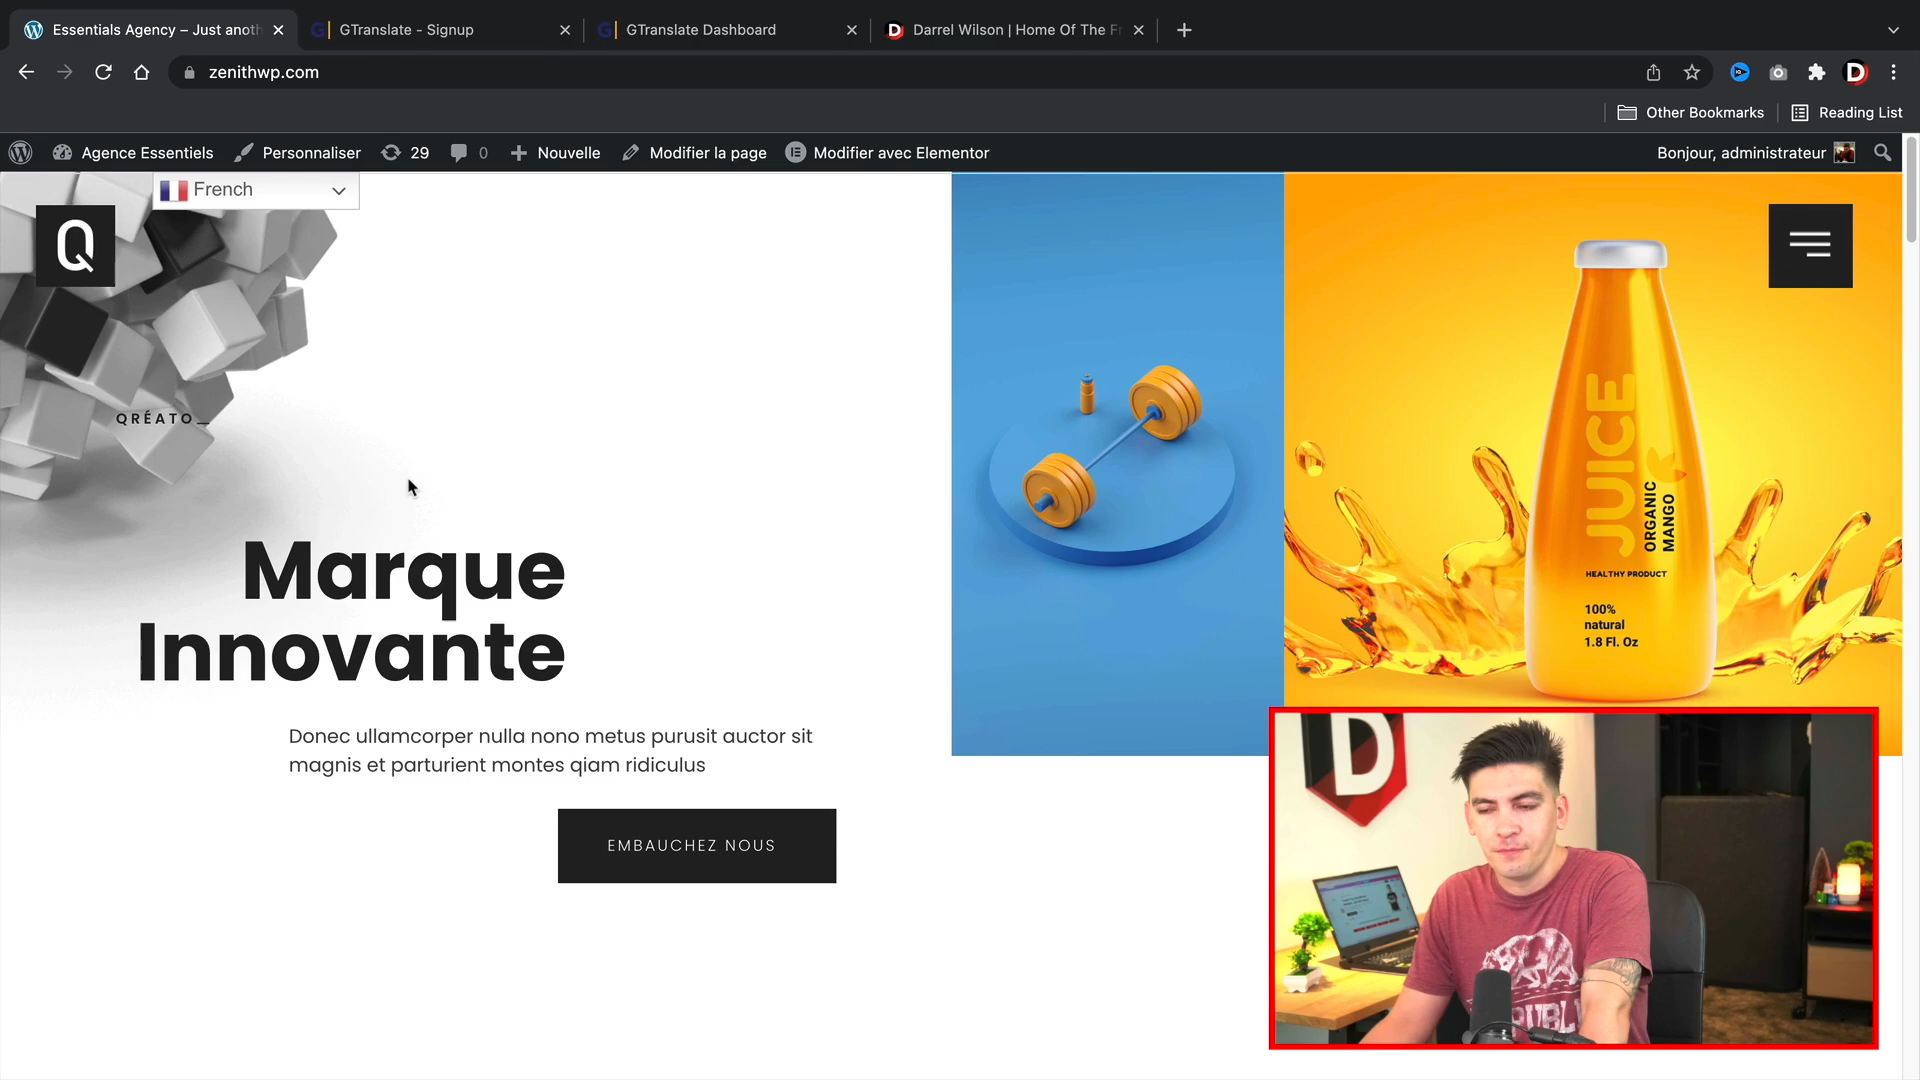 Essentials Agency – Just anoth
GTranslate - Signup
GTranslate Dashboard
Darrel Wilson | Home Of The Fr
zenithwp.com
Other Bookmarks
Reading List
Agence Essentiels
Personnaliser
29
0
Nouvelle
Modifier la page
Modifier avec Elementor
Bonjour, administrateur
French
Q
QRÉATO_
Marque
Innovante
Donec ullamcorper nulla nono metus purusit auctor sit
magnis et parturient montes qiam ridiculus
EMBAUCHEZ NOUS
JUICE
ORGANIC
MANGO
HEALTHY PRODUCT
100%
natural
1.8 Fl. Oz
D